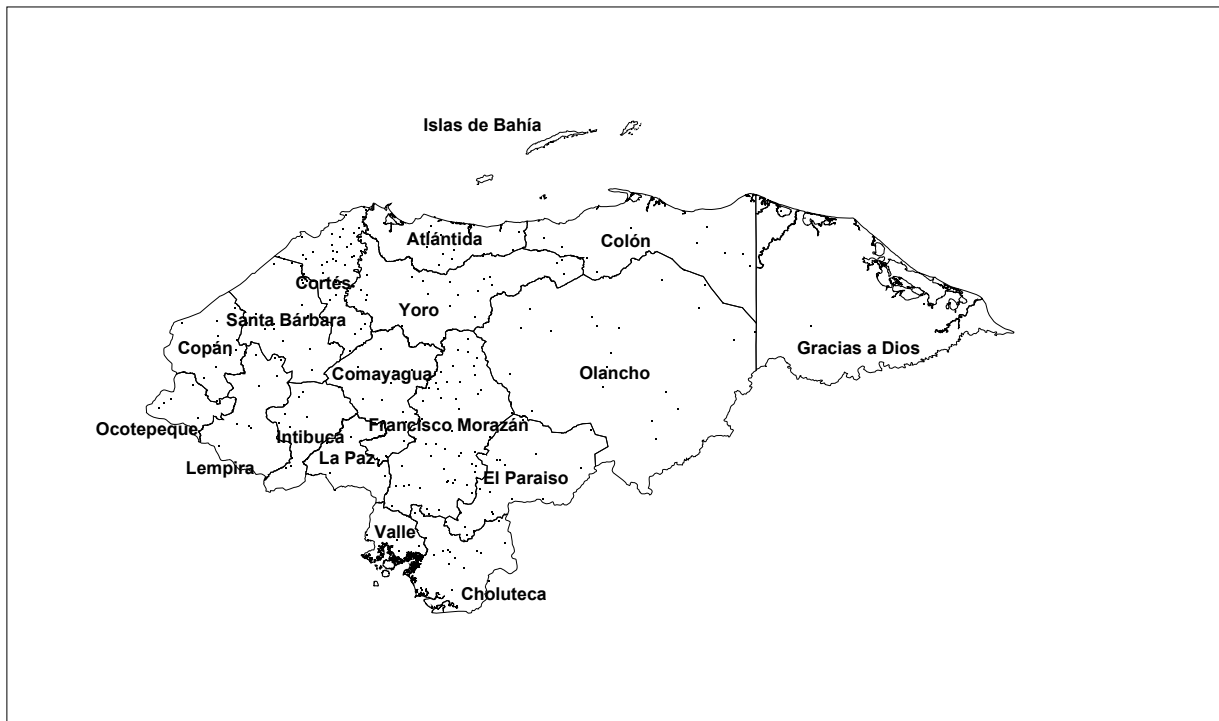 Islas de Bahía
Atlántida
Colón
Cortés
Yoro
Santa Bárbara
Copán
Gracias a Dios
Comayagua
Olancho
Ocotepeque
Francisco Morazán
Intibucá
La Paz
Lempira
El Paraiso
Valle
Choluteca